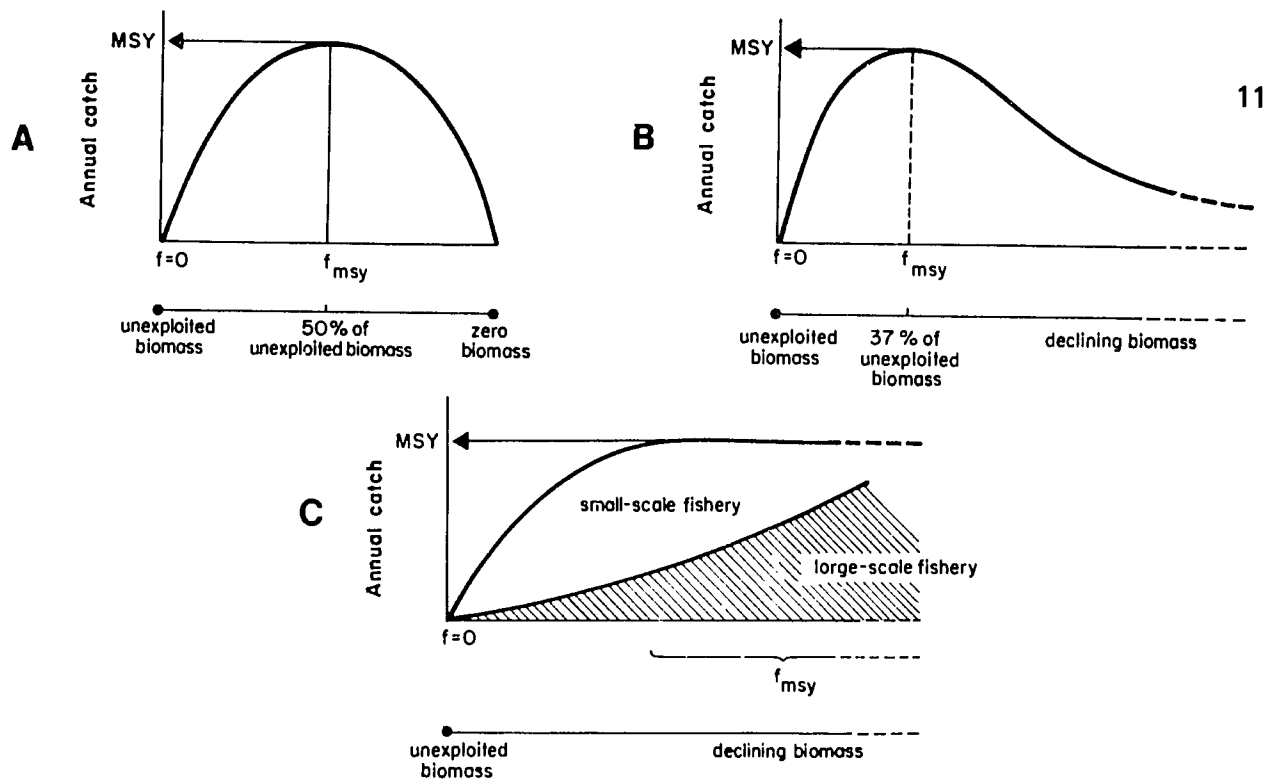 11
A
MSY
Annual catch
f=0
f msy
unexploited
biomass
50% of
unexploited biomass
zero
biomass
B
MSY
Annual catch
f=0
f msy
unexploited
biomass
37 % of
unexploited
biomass
declining biomass
C
MSY
Annual catch
small-scale fishery
lorge-scale fishery
f=0
f msy
unexploited
biomass
declining biomass